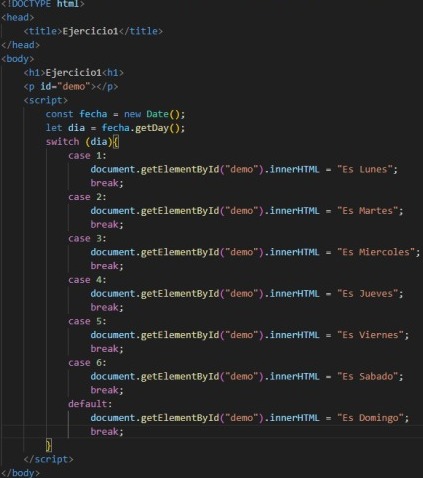 <!DOCTYPE html>
<head>
<title>Ejercicio1</title>
</head>
<body>
<h1>Ejercicio1<h1>
<p id="demo"></p>
<script>
const fecha = new Date();
let dia = fecha.getDay();
switch (dia){
case 1:
document.getElementById("demo").innerHTML = "Es Lunes";
break;
case 2:
document.getElementById("demo").innerHTML = "Es Martes";
break;
case 3:
document.getElementById("demo").innerHTML = "Es Miercoles";
break;
case 4:
document.getElementById("demo").innerHTML = "Es Jueves";
break;
case 5:
document.getElementById("demo").innerHTML = "Es Viernes";
break;
case 6:
document.getElementById("demo").innerHTML = "Es Sabado";
break;
default:
document.getElementById("demo").innerHTML = "Es Domingo";
break;
}
</script>
</body>